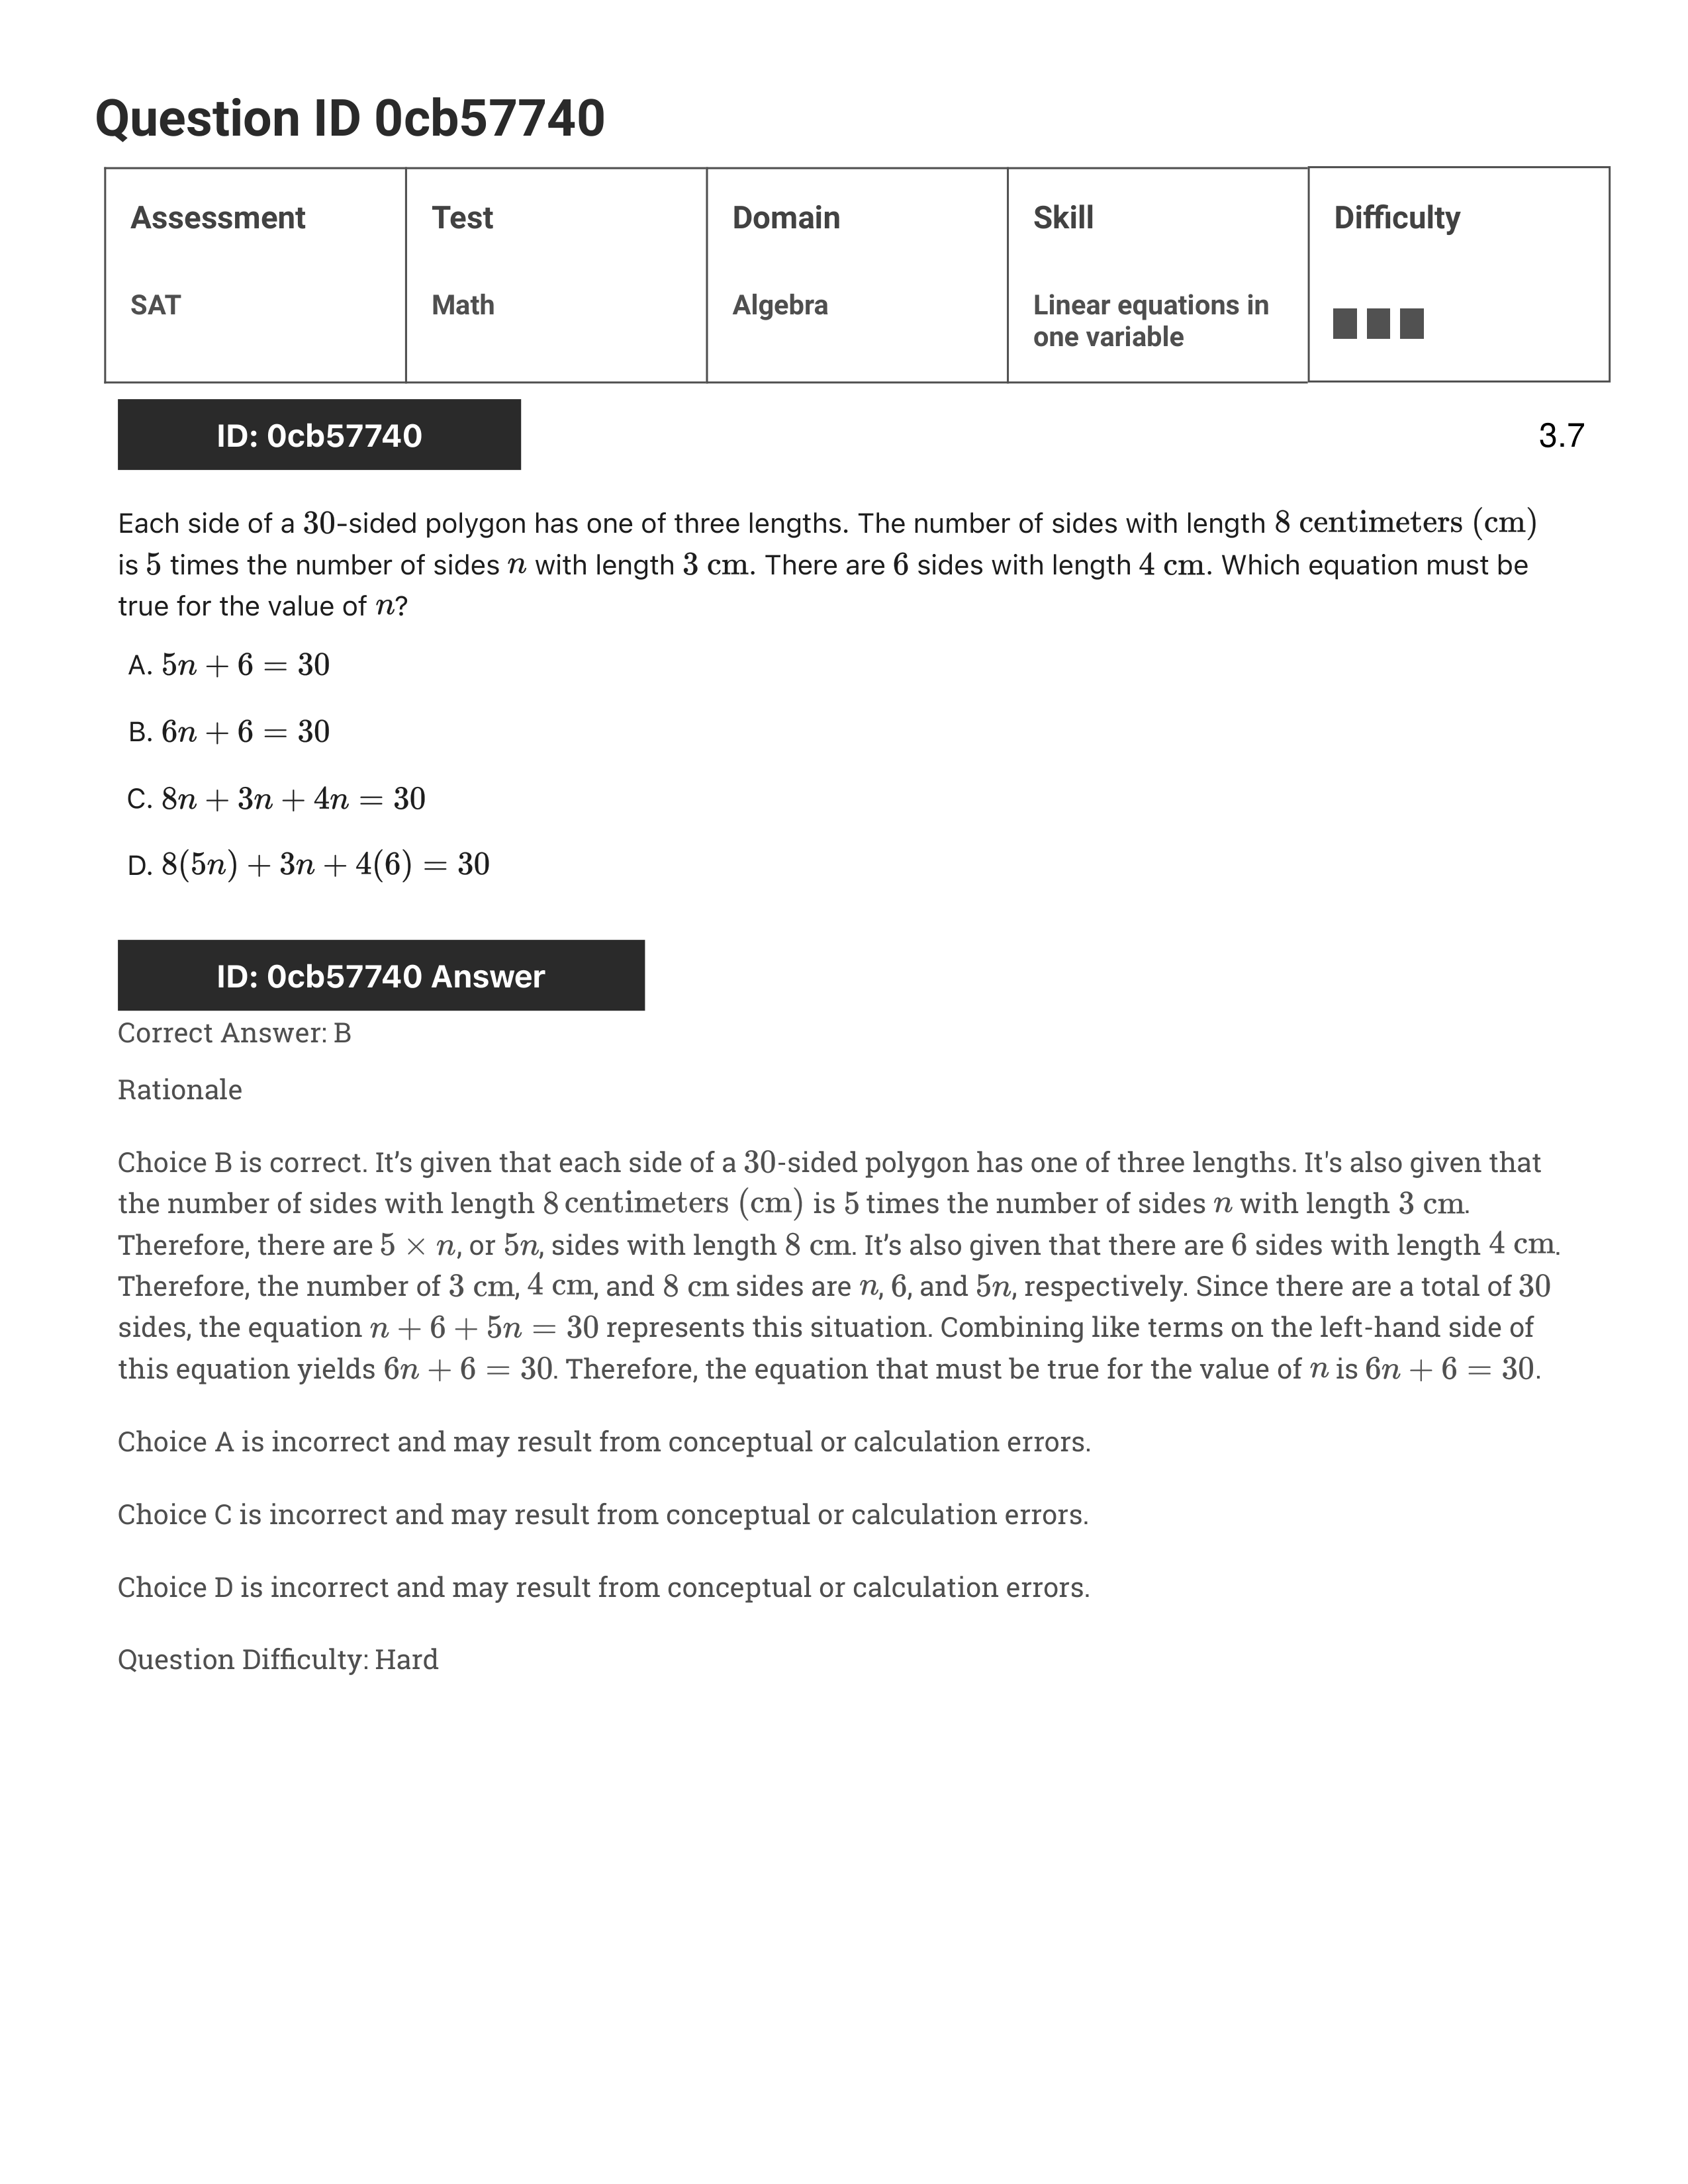 Question ID 0cb57740
Assessment
Test
Domain
Skill
Difficulty
SAT
Math
Algebra
Linear equations in
one variable
ID: 0cb57740
3.7
Each side of a 30-sided polygon has one of three lengths. The number of sides with length 8 centimeters (cm)
is 5 times the number of sides n with length 3 cm. There are 6 sides with length 4 cm. Which equation must be
true for the value of n?
A. 5n + 6 = 30
B. 6n + 6 = 30
C. 8n + 3n + 4n = 30
D. 8(5n) + 3n + 4(6) = 30
ID: 0cb57740 Answer
Correct Answer: B
Rationale
Choice B is correct. It’s given that each side of a 30-sided polygon has one of three lengths. It's also given that
the number of sides with length 8 centimeters (cm) is 5 times the number of sides n with length 3 cm.
Therefore, there are 5 × n, or 5n, sides with length 8 cm. It’s also given that there are 6 sides with length 4 cm.
Therefore, the number of 3 cm, 4 cm, and 8 cm sides are n, 6, and 5n, respectively. Since there are a total of 30
sides, the equation n + 6 + 5n = 30 represents this situation. Combining like terms on the left-hand side of
this equation yields 6n + 6 = 30. Therefore, the equation that must be true for the value of n is 6n + 6 = 30.
Choice A is incorrect and may result from conceptual or calculation errors.
Choice C is incorrect and may result from conceptual or calculation errors.
Choice D is incorrect and may result from conceptual or calculation errors.
Question Difficulty: Hard